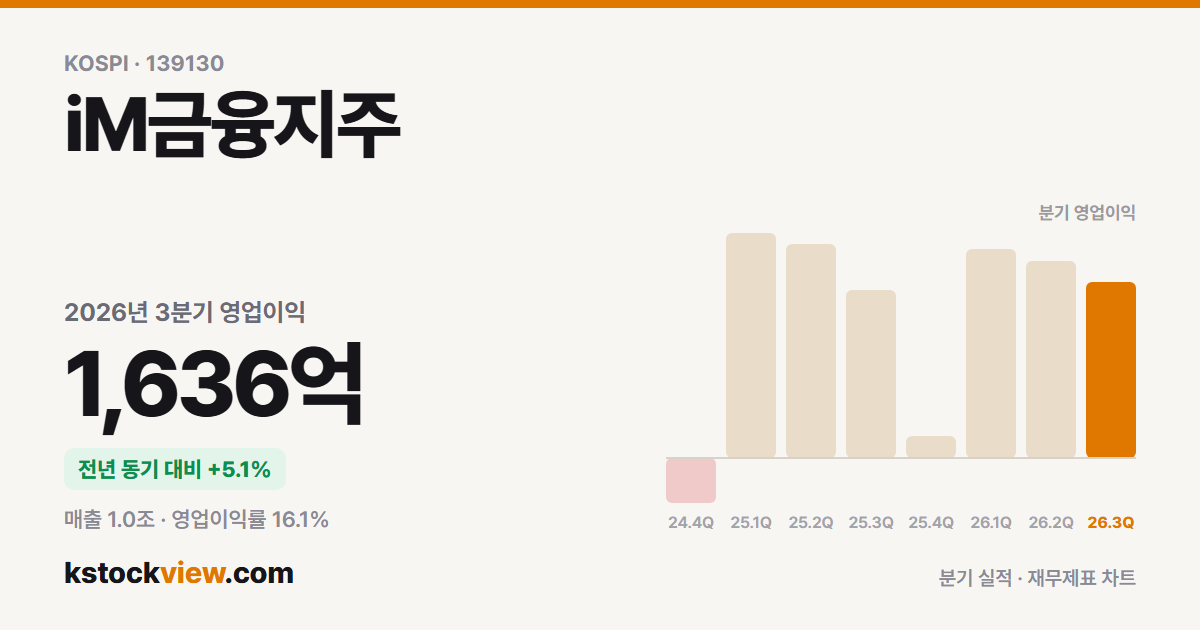 KOSPI · 139130
iM금융지주
분기 영업이익
2026년 3분기 영업이익
1,636억
전년 동기 대비 +5.1%
매출 1.0조 · 영업이익률 16.1%
24.4Q 25.1Q 25.2Q 25.3Q 25.4Q 26.1Q 26.2Q 26.3Q
kstockview.com
분기 실적 · 재무제표 차트